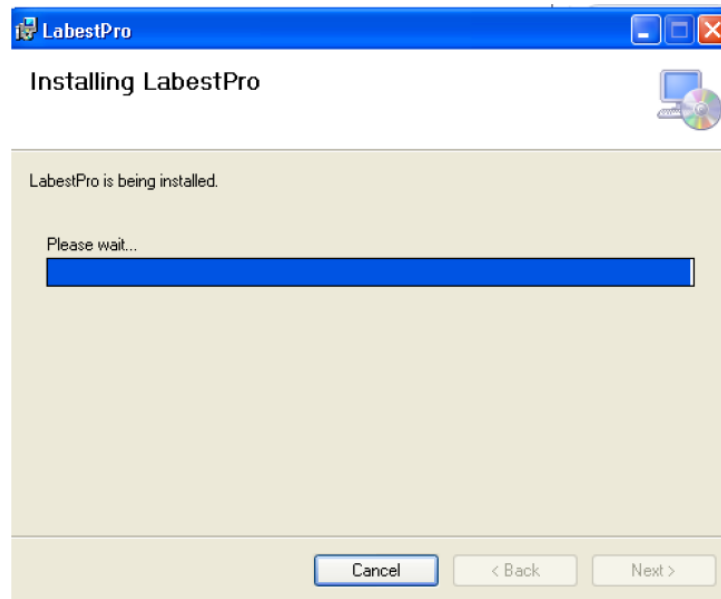 LabestPro
Installing LabestPro
LabestPro is being installed.
Please wait...
Cancel
< Back
Next >